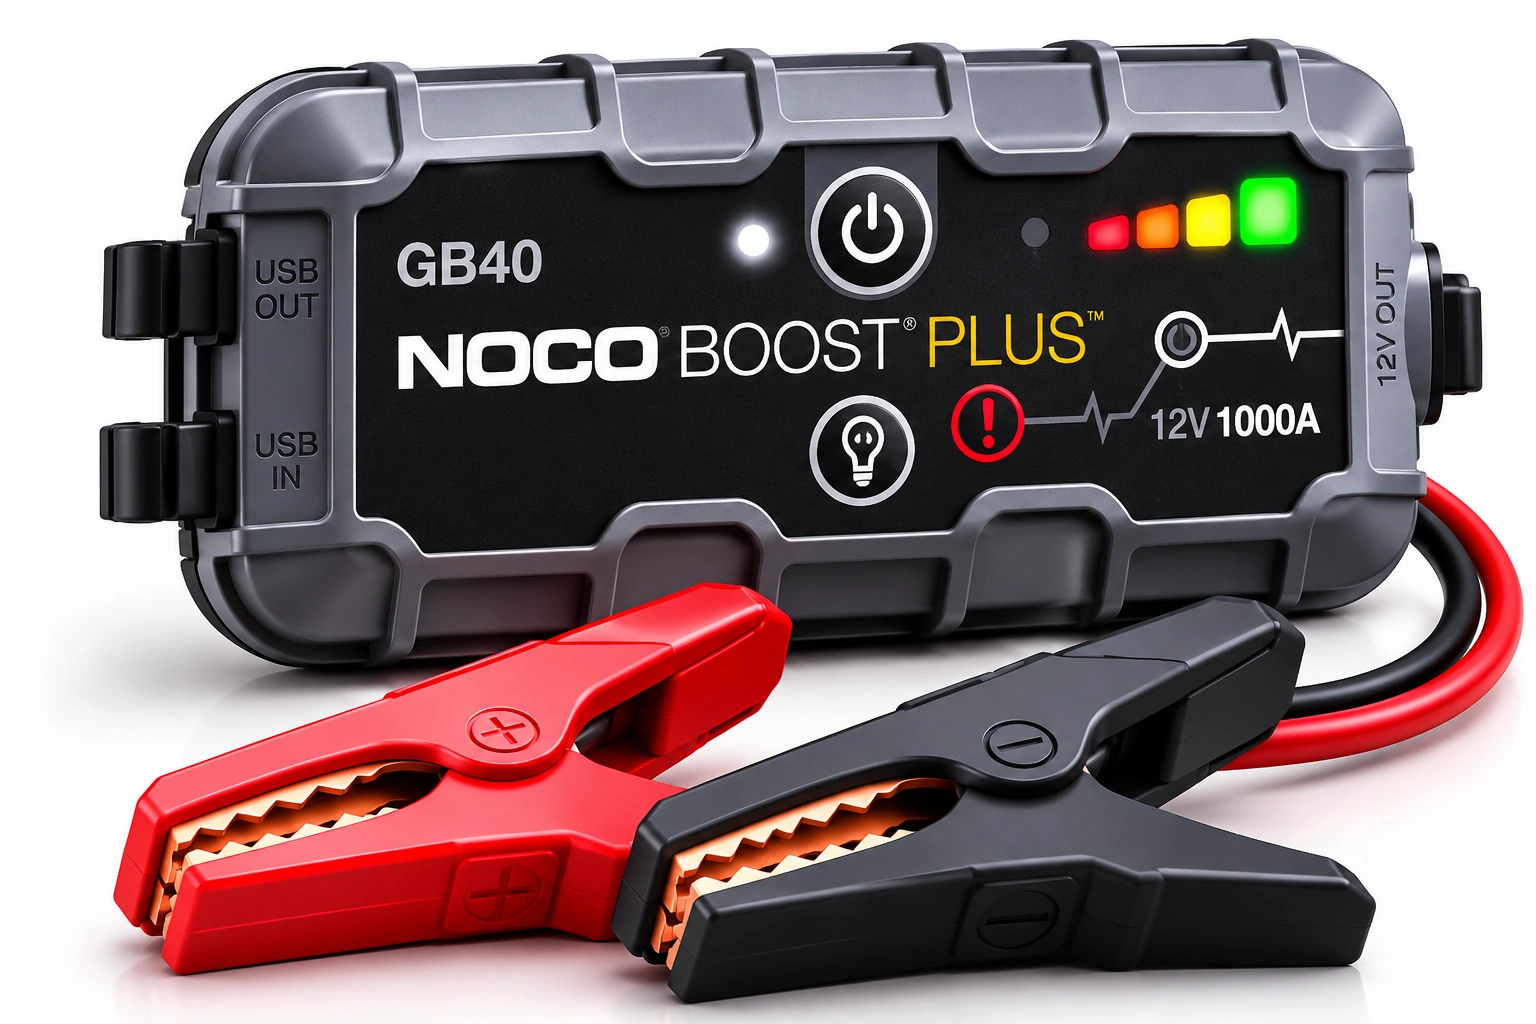 GB40
NOCO® BOOST® PLUS™
12V 1000A
USB
OUT
USB
IN
12V OUT